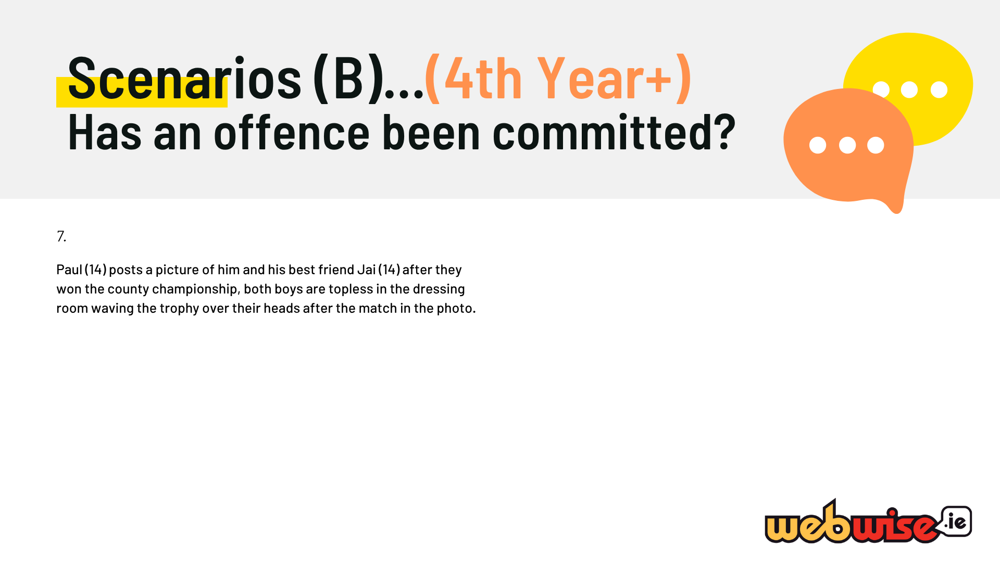 Scenarios (B)...(4th Year+)
Has an offence been committed?
7.
Paul (14) posts a picture of him and his best friend Jai (14) after they
won the county championship, both boys are topless in the dressing
room waving the trophy over their heads after the match in the photo.
webwise.ie